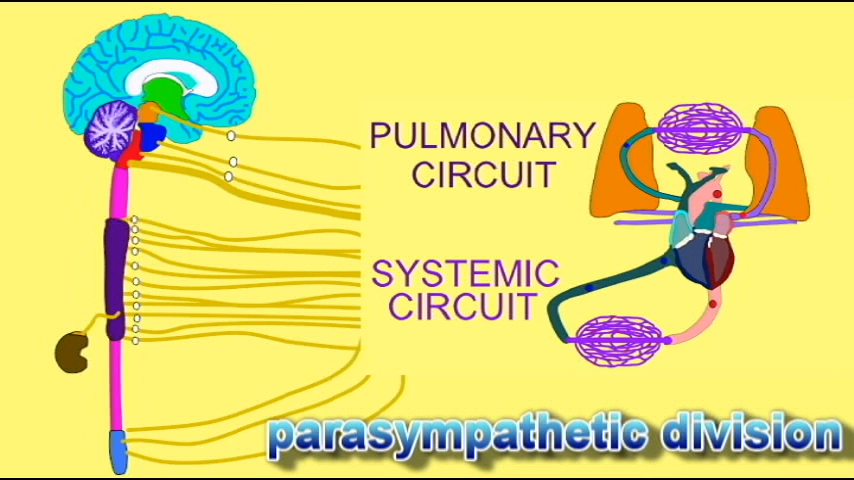 PULMONARY
CIRCUIT
SYSTEMIC
CIRCUIT
parasympathetic division